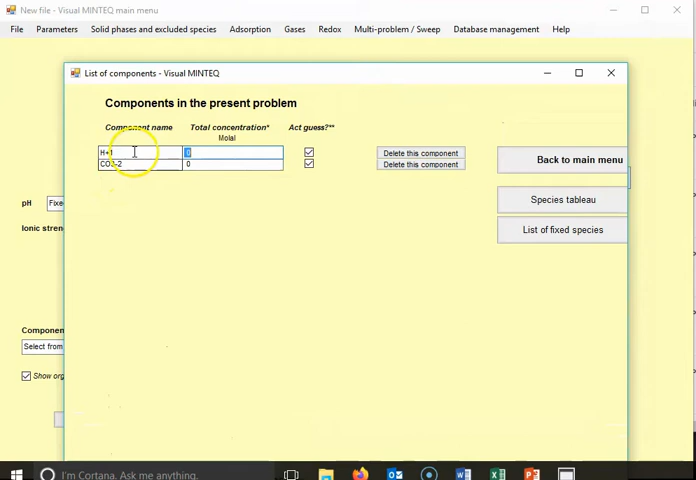 New file - Visual MINTEQ main menu
File Parameters Solid phases and excluded species Adsorption Gases Redox Multi-problem / Sweep Database management Help
List of components - Visual MINTEQ
Components in the present problem
Component name Total concentration* Act guess?**
Molal
H+1 0 Delete this component
CO3-2 0 Delete this component
Back to main menu
Species tableau
List of fixed species
pH Fixe
Ionic stren
Componen
Select from
Show org
I'm Cortana. Ask me anything.